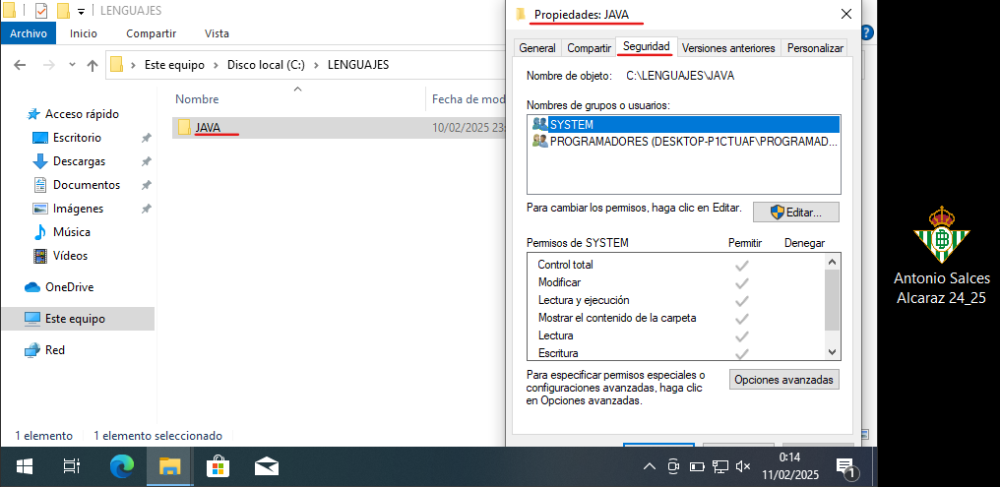 LENGUAJES
Archivo
Inicio
Compartir
Vista
Este equipo > Disco local (C:) > LENGUAJES
Acceso rápido
Escritorio
Descargas
Documentos
Imágenes
Música
Vídeos
OneDrive
Este equipo
Red
Nombre
Fecha de mod
JAVA
10/02/2025 23:
1 elemento
1 elemento seleccionado
Propiedades: JAVA
General
Compartir
Seguridad
Versiones anteriores
Personalizar
Nombre de objeto: C:\LENGUAJES\JAVA
Nombres de grupos o usuarios:
SYSTEM
PROGRAMADORES (DESKTOP-P1CTUAF\PROGRAMAD...
Para cambiar los permisos, haga clic en Editar.
Editar...
Permisos de SYSTEM
Permitir
Denegar
Control total
Modificar
Lectura y ejecución
Mostrar el contenido de la carpeta
Lectura
Escritura
Para especificar permisos especiales o
configuraciones avanzadas, haga clic
en Opciones avanzadas.
Opciones avanzadas
Antonio Salces
Alcaraz 24_25
0:14
11/02/2025
1